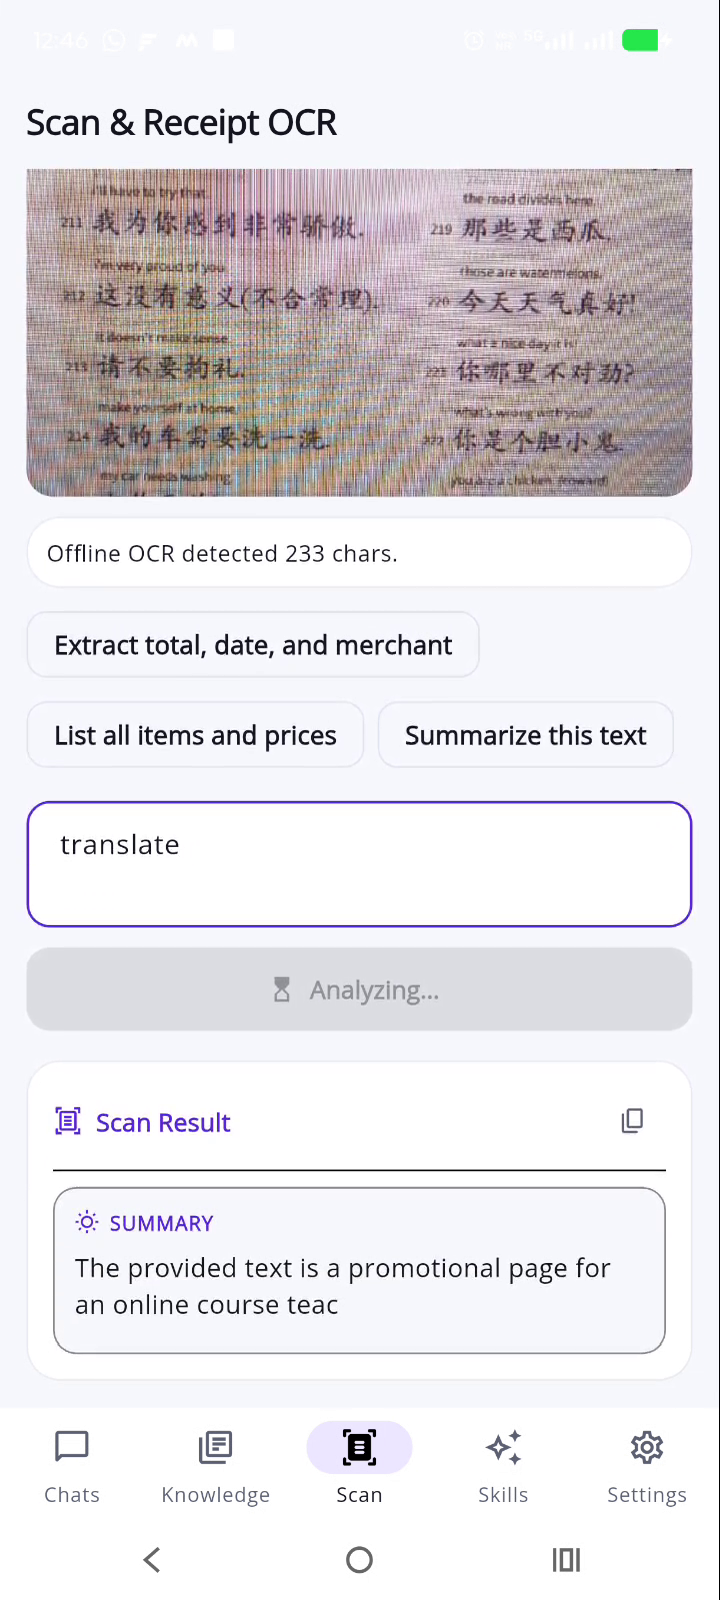 12:46
5G
Scan & Receipt OCR
I'll have to try that.
211 我为你感到非常骄傲.
I'm very proud of you
212 这没有意义(不合常理).
It doesn't make sense.
213 请不要拘礼.
make yourself at home.
214 我的车需要洗一洗.
my car needs washing.
the road divides here.
219 那些是西瓜.
those are watermelons.
220 今天天气真好!
what a nice day it is!
221 你哪里不对劲?
what's wrong with you?
222 你是个胆小鬼.
you are a chicken. (coward)
Offline OCR detected 233 chars.
Extract total, date, and merchant
List all items and prices
Summarize this text
translate
Analyzing...
Scan Result
SUMMARY
The provided text is a promotional page for
an online course teac
Chats
Knowledge
Scan
Skills
Settings